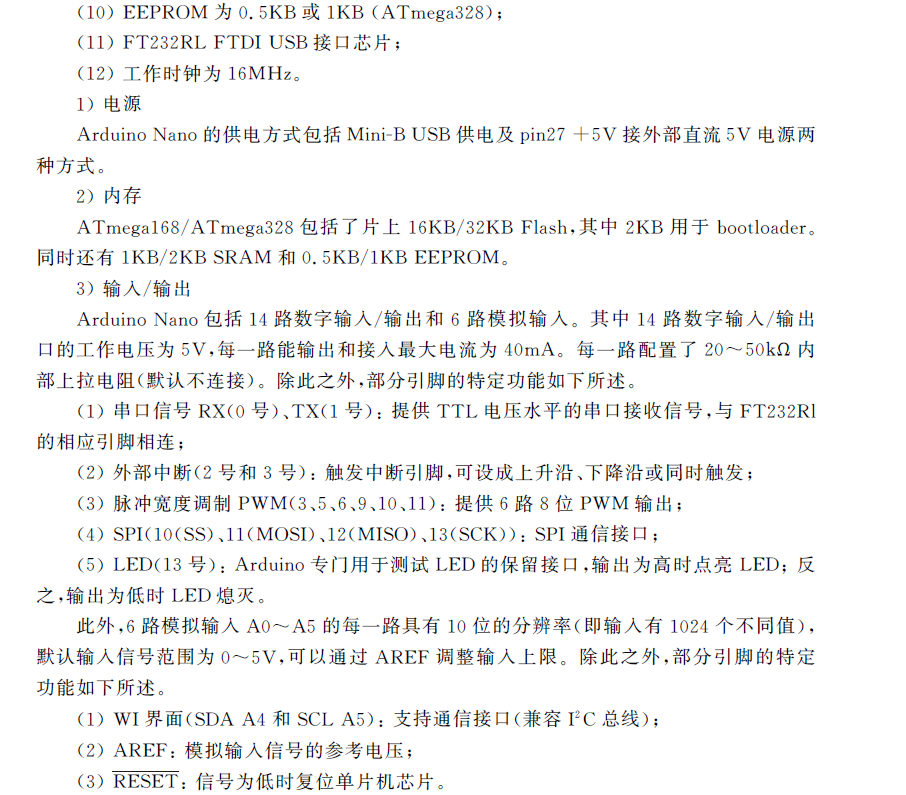 (10) EEPROM 为 0.5KB 或 1KB (ATmega328);
(11) FT232RL FTDI USB 接口芯片;
(12) 工作时钟为 16MHz。
1) 电源
Arduino Nano 的供电方式包括 Mini-B USB 供电及 pin27 +5V 接外部直流 5V 电源两
种方式。
2) 内存
ATmega168/ATmega328 包括了片上 16KB/32KB Flash,其中 2KB 用于 bootloader。
同时还有 1KB/2KB SRAM 和 0.5KB/1KB EEPROM。
3) 输入/输出
Arduino Nano 包括 14 路数字输入/输出和 6 路模拟输入。其中 14 路数字输入/输出
口的工作电压为 5V,每一路能输出和接入最大电流为 40mA。每一路配置了 20~50kΩ 内
部上拉电阻(默认不连接)。除此之外,部分引脚的特定功能如下所述。
(1) 串口信号 RX(0 号)、TX(1 号): 提供 TTL 电压水平的串口接收信号,与 FT232Rl
的相应引脚相连;
(2) 外部中断(2 号和 3 号): 触发中断引脚,可设成上升沿、下降沿或同时触发;
(3) 脉冲宽度调制 PWM(3、5、6、9、10、11): 提供 6 路 8 位 PWM 输出;
(4) SPI(10(SS)、11(MOSI)、12(MISO)、13(SCK)): SPI 通信接口;
(5) LED(13 号): Arduino 专门用于测试 LED 的保留接口,输出为高时点亮 LED; 反
之,输出为低时 LED 熄灭。
此外,6 路模拟输入 A0~A5 的每一路具有 10 位的分辨率(即输入有 1024 个不同值),
默认输入信号范围为 0~5V,可以通过 AREF 调整输入上限。除此之外,部分引脚的特定
功能如下所述。
(1) WI 界面(SDA A4 和 SCL A5): 支持通信接口(兼容 I²C 总线);
(2) AREF: 模拟输入信号的参考电压;
(3) RESET: 信号为低时复位单片机芯片。